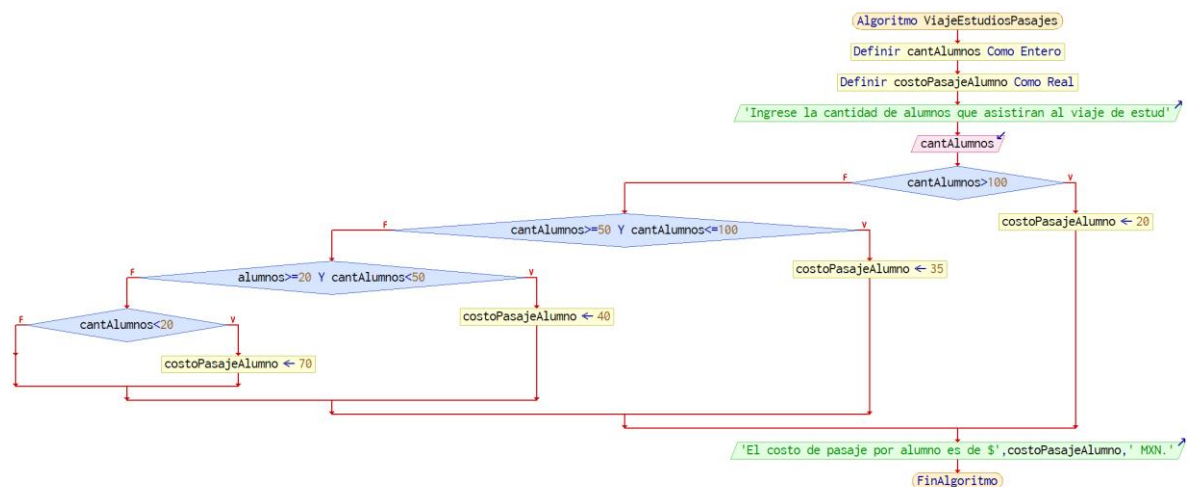 Algoritmo ViajeEstudiosPasajes
Definir cantAlumnos Como Entero
Definir costoPasajeAlumno Como Real
'Ingrese la cantidad de alumnos que asistiran al viaje de estud'
cantAlumnos
cantAlumnos>100
F
V
cantAlumnos>=50 Y cantAlumnos<=100
F
V
costoPasajeAlumno ← 20
alumnos>=20 Y cantAlumnos<50
F
V
costoPasajeAlumno ← 35
cantAlumnos<20
F
V
costoPasajeAlumno ← 40
costoPasajeAlumno ← 70
'El costo de pasaje por alumno es de $',costoPasajeAlumno,' MXN.'
FinAlgoritmo